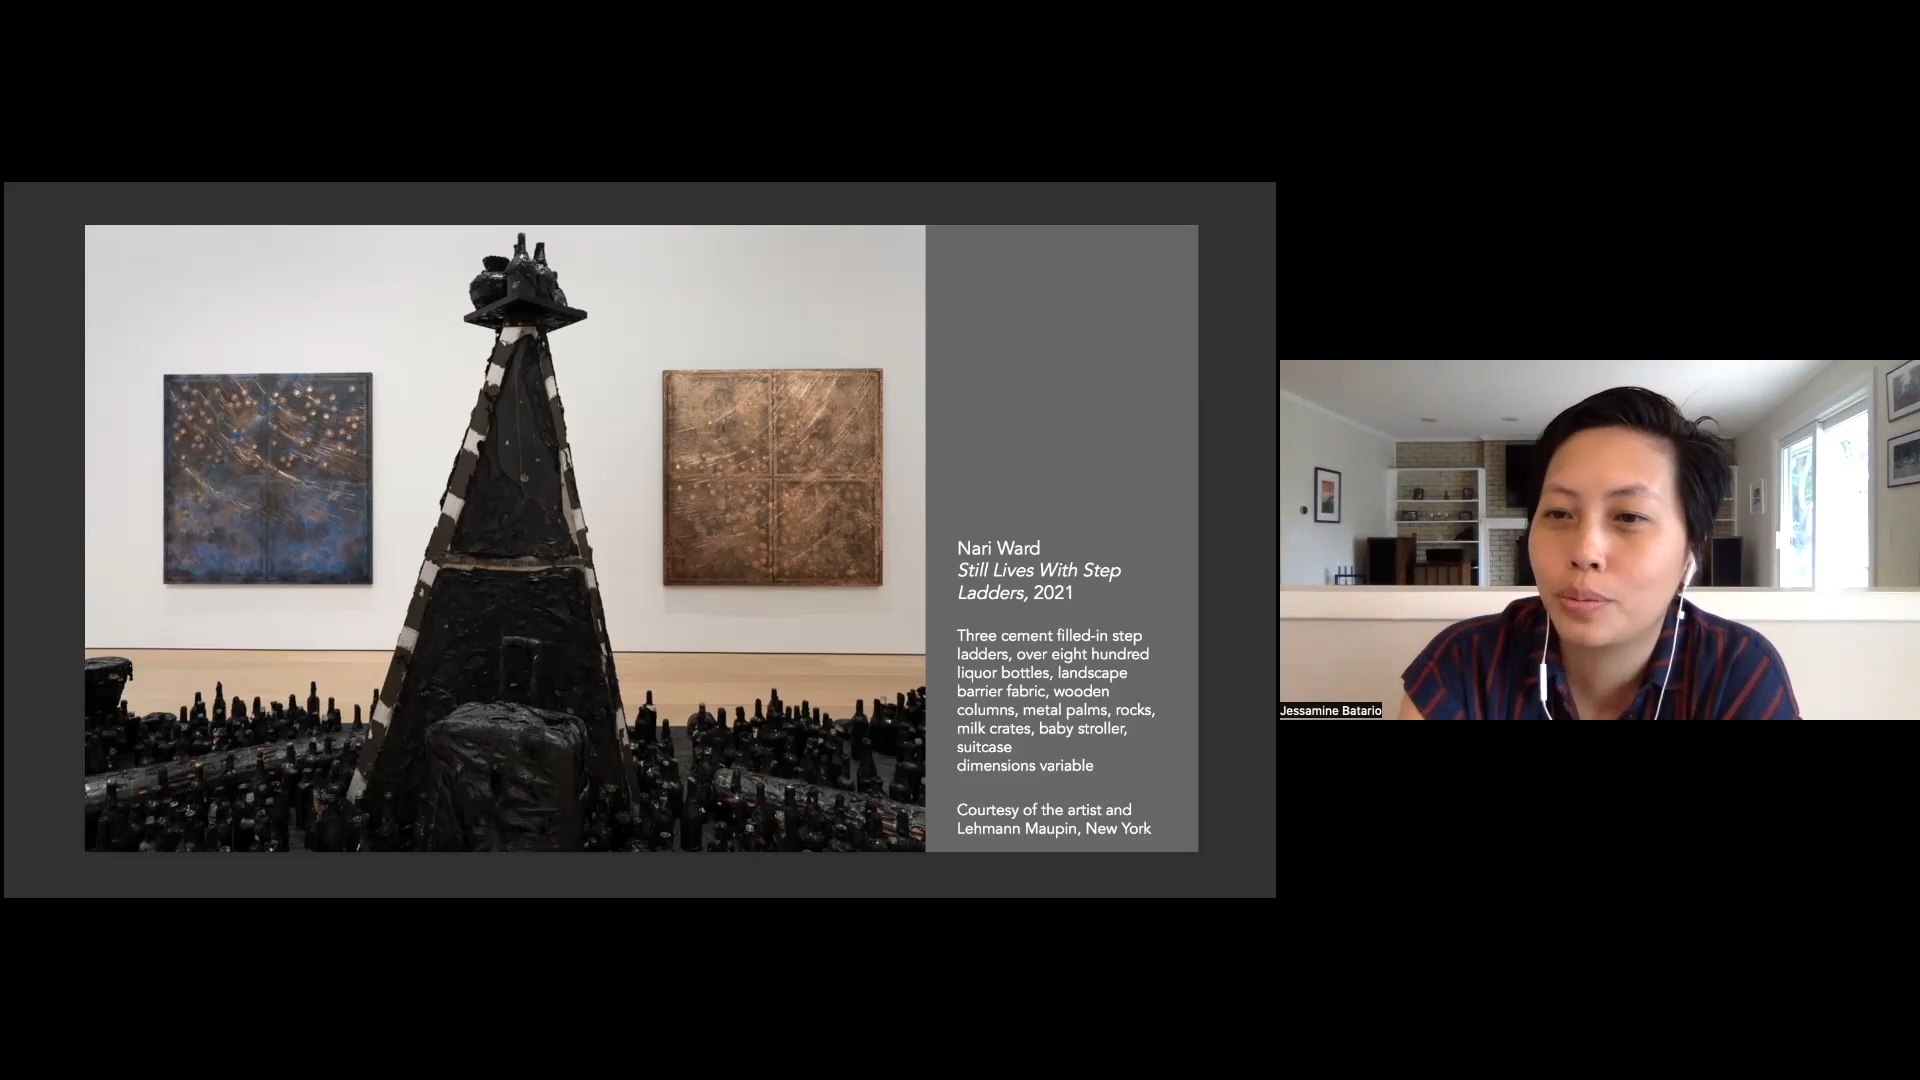 Nari Ward
Still Lives With Step
Ladders, 2021
Three cement filled-in step
ladders, over eight hundred
liquor bottles, landscape
barrier fabric, wooden
columns, metal palms, rocks,
milk crates, baby stroller,
suitcase
dimensions variable
Courtesy of the artist and
Lehmann Maupin, New York
Jessamine Batario